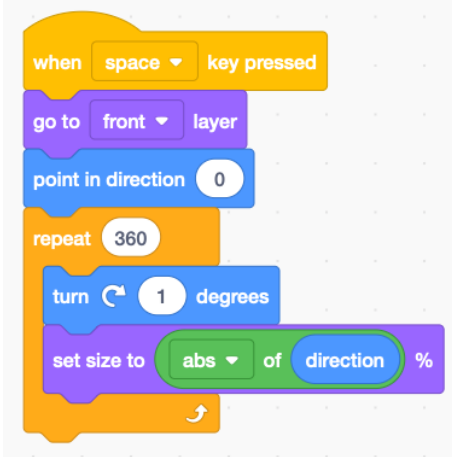 when space key pressed
go to front layer
point in direction 0
repeat 360
turn 1 degrees
set size to abs of direction %